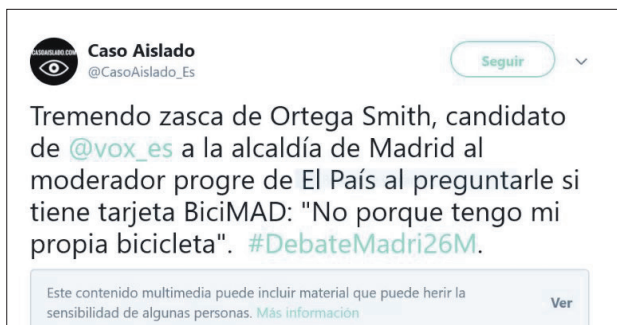 CASOAISLADO.COM
Caso Aislado
@CasoAislado_Es
Seguir
Tremendo zasca de Ortega Smith, candidato
de @vox_es a la alcaldía de Madrid al
moderador progre de El País al preguntarle si
tiene tarjeta BiciMAD: "No porque tengo mi
propia bicicleta". #DebateMadri26M.
Este contenido multimedia puede incluir material que puede herir la
sensibilidad de algunas personas. Más información
Ver